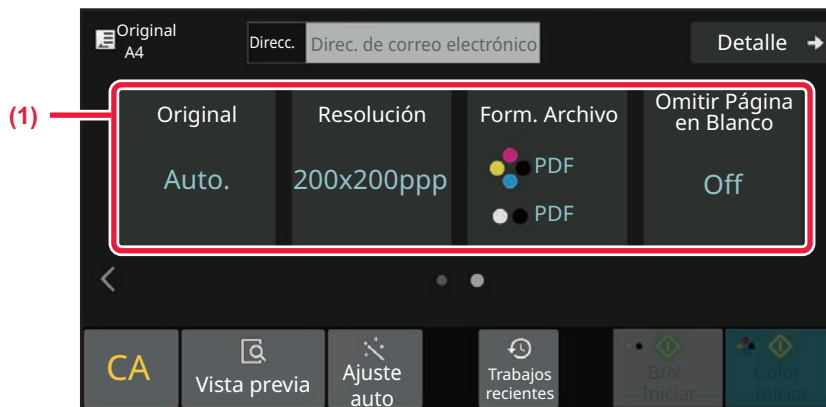 Original
A4
Direcc.
Direc. de correo electrónico
Detalle
(1)
Original
Resolución
Form. Archivo
Omitir Página
en Blanco
Auto.
200x200ppp
PDF
PDF
Off
CA
Vista previa
Ajuste
auto
Trabajos
recientes
B/N
Iniciar
Color
Iniciar